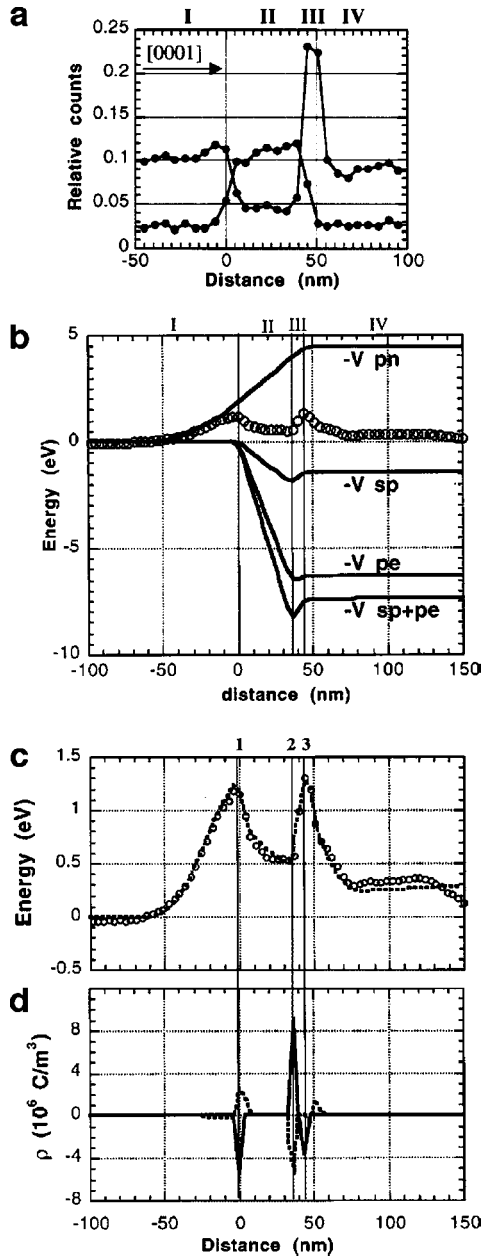 a
I II III IV
0.25
[0001]
0.2
0.15
0.1
0.05
0
Relative counts
-50 0 50 100
Distance (nm)
b
I II III IV
5
-V pn
0
-V sp
-5
-V pe
-V sp+pe
-10
Energy (eV)
-100 -50 0 50 100 150
distance (nm)
1 2 3
c
1.5
1
0.5
0
-0.5
Energy (eV)
d
8
4
0
-4
-8
ρ (10⁶ C/m³)
-100 -50 0 50 100 150
Distance (nm)